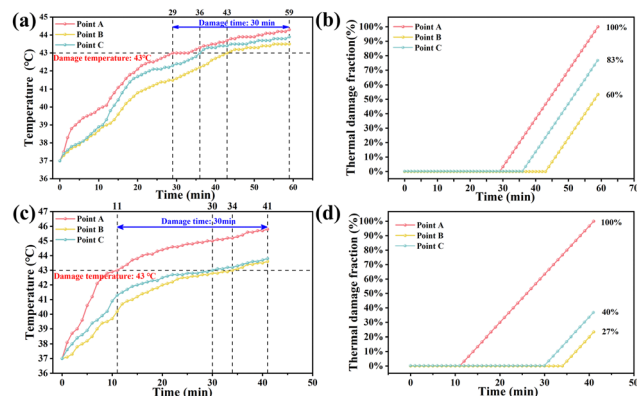 (a)
29 36 43 59
Damage time: 30 min
Point A
Point B
Point C
Damage temperature: 43°C
Temperature (°C)
45
44
43
42
41
40
39
38
37
36
0 10 20 30 40 50 60
Time (min)
(b)
Point A
Point B
Point C
100%
83%
60%
Thermal damage fraction(%)
100%
90%
80%
70%
60%
50%
40%
30%
20%
10%
0%
0 10 20 30 40 50 60 70
Time (min)
(c)
11 30 34 41
Damage time: 30min
Point A
Point B
Point C
Damage temperature: 43 °C
Temperature (°C)
47
46
45
44
43
42
41
40
39
38
37
36
0 10 20 30 40 50
Time (min)
(d)
Point A
Point B
Point C
100%
40%
27%
Thermal damage fraction (%)
100%
90%
80%
70%
60%
50%
40%
30%
20%
10%
0%
0 10 20 30 40 50
Time (min)